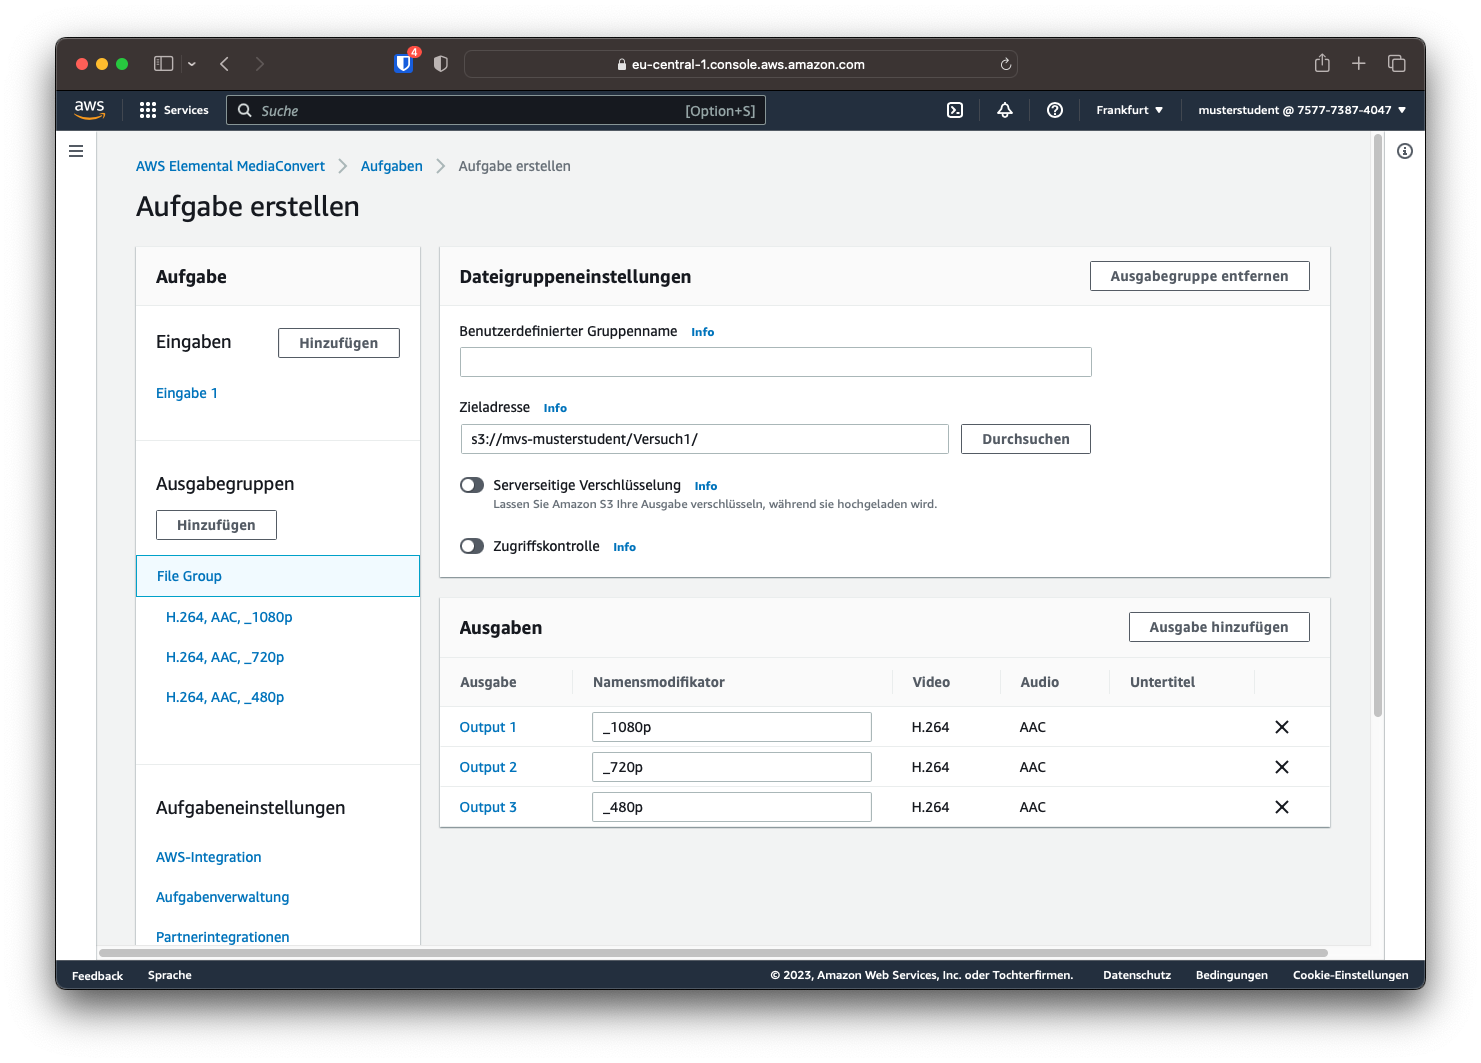 4
eu-central-1.console.aws.amazon.com
aws
Services
Suche
[Option+S]
Frankfurt
musterstudent @ 7577-7387-4047
AWS Elemental MediaConvert
Aufgaben
Aufgabe erstellen
Aufgabe erstellen
Aufgabe
Eingaben
Hinzufügen
Eingabe 1
Ausgabegruppen
Hinzufügen
File Group
H.264, AAC, _1080p
H.264, AAC, _720p
H.264, AAC, _480p
Aufgabeneinstellungen
AWS-Integration
Aufgabenverwaltung
Partnerintegrationen
Dateigruppeneinstellungen
Ausgabegruppe entfernen
Benutzerdefinierter Gruppenname Info
Zieladresse Info
s3://mvs-musterstudent/Versuch1/
Durchsuchen
Serverseitige Verschlüsselung Info
Lassen Sie Amazon S3 Ihre Ausgabe verschlüsseln, während sie hochgeladen wird.
Zugriffskontrolle Info
Ausgaben
Ausgabe hinzufügen
Ausgabe Namensmodifikator Video Audio Untertitel
Output 1 _1080p H.264 AAC
Output 2 _720p H.264 AAC
Output 3 _480p H.264 AAC
Feedback
Sprache
© 2023, Amazon Web Services, Inc. oder Tochterfirmen.
Datenschutz
Bedingungen
Cookie-Einstellungen